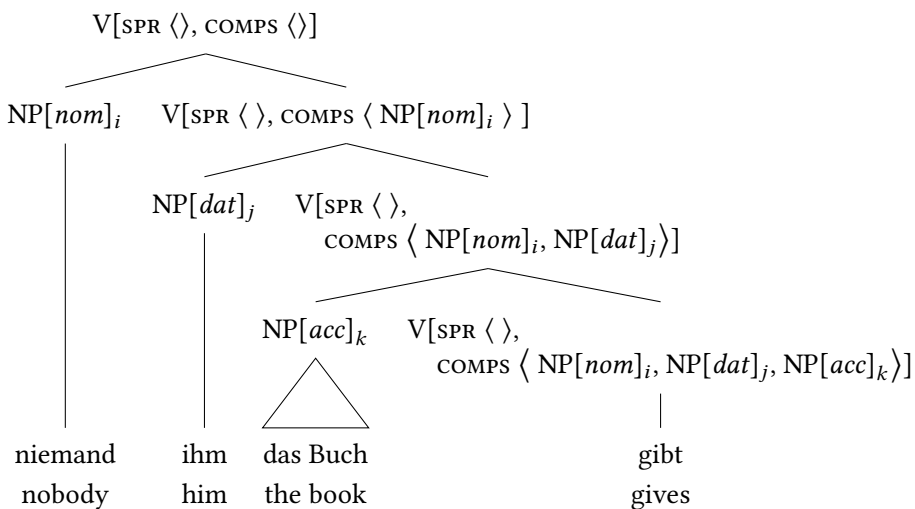 V[SPR ⟨⟩, COMPS ⟨⟩]
NP[nom]i V[SPR ⟨ ⟩, COMPS ⟨ NP[nom]i ⟩ ]
NP[dat]j V[SPR ⟨ ⟩,
COMPS ⟨ NP[nom]i, NP[dat]j⟩]
NP[acc]k V[SPR ⟨ ⟩,
COMPS ⟨ NP[nom]i, NP[dat]j, NP[acc]k⟩]
niemand ihm das Buch gibt
nobody him the book gives